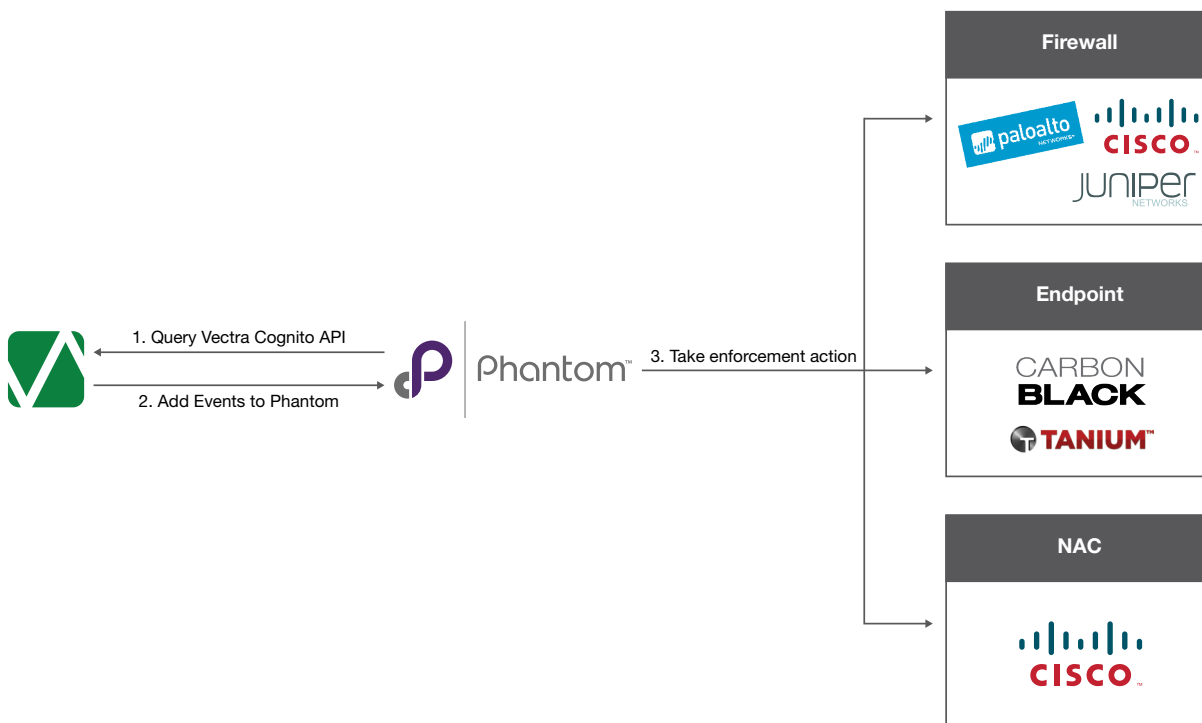 Firewall
paloalto
NETWORKS
CISCO
JUNIPER
NETWORKS
1. Query Vectra Cognito API
2. Add Events to Phantom
Phantom™
3. Take enforcement action
Endpoint
CARBON
BLACK
TANIUM™
NAC
CISCO